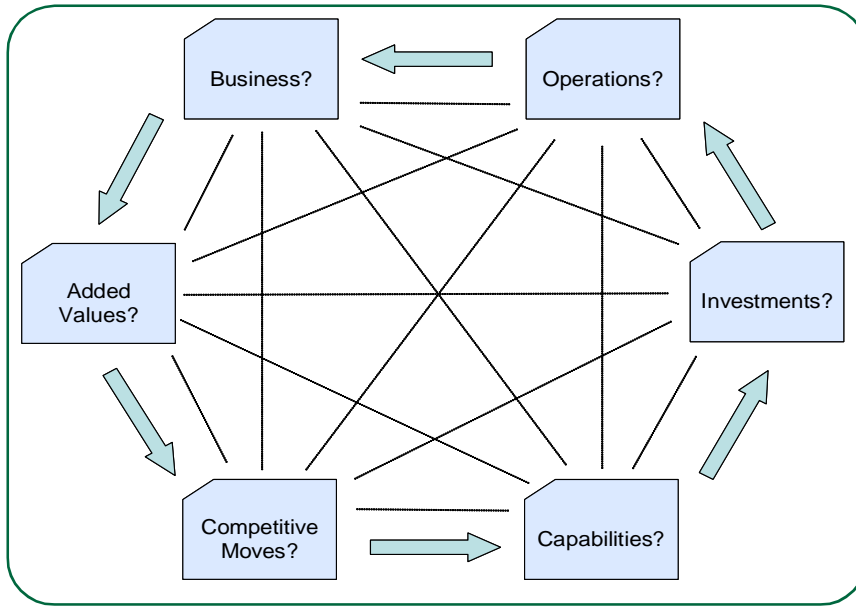 Business?
Operations?
Added
Values?
Investments?
Competitive
Moves?
Capabilities?